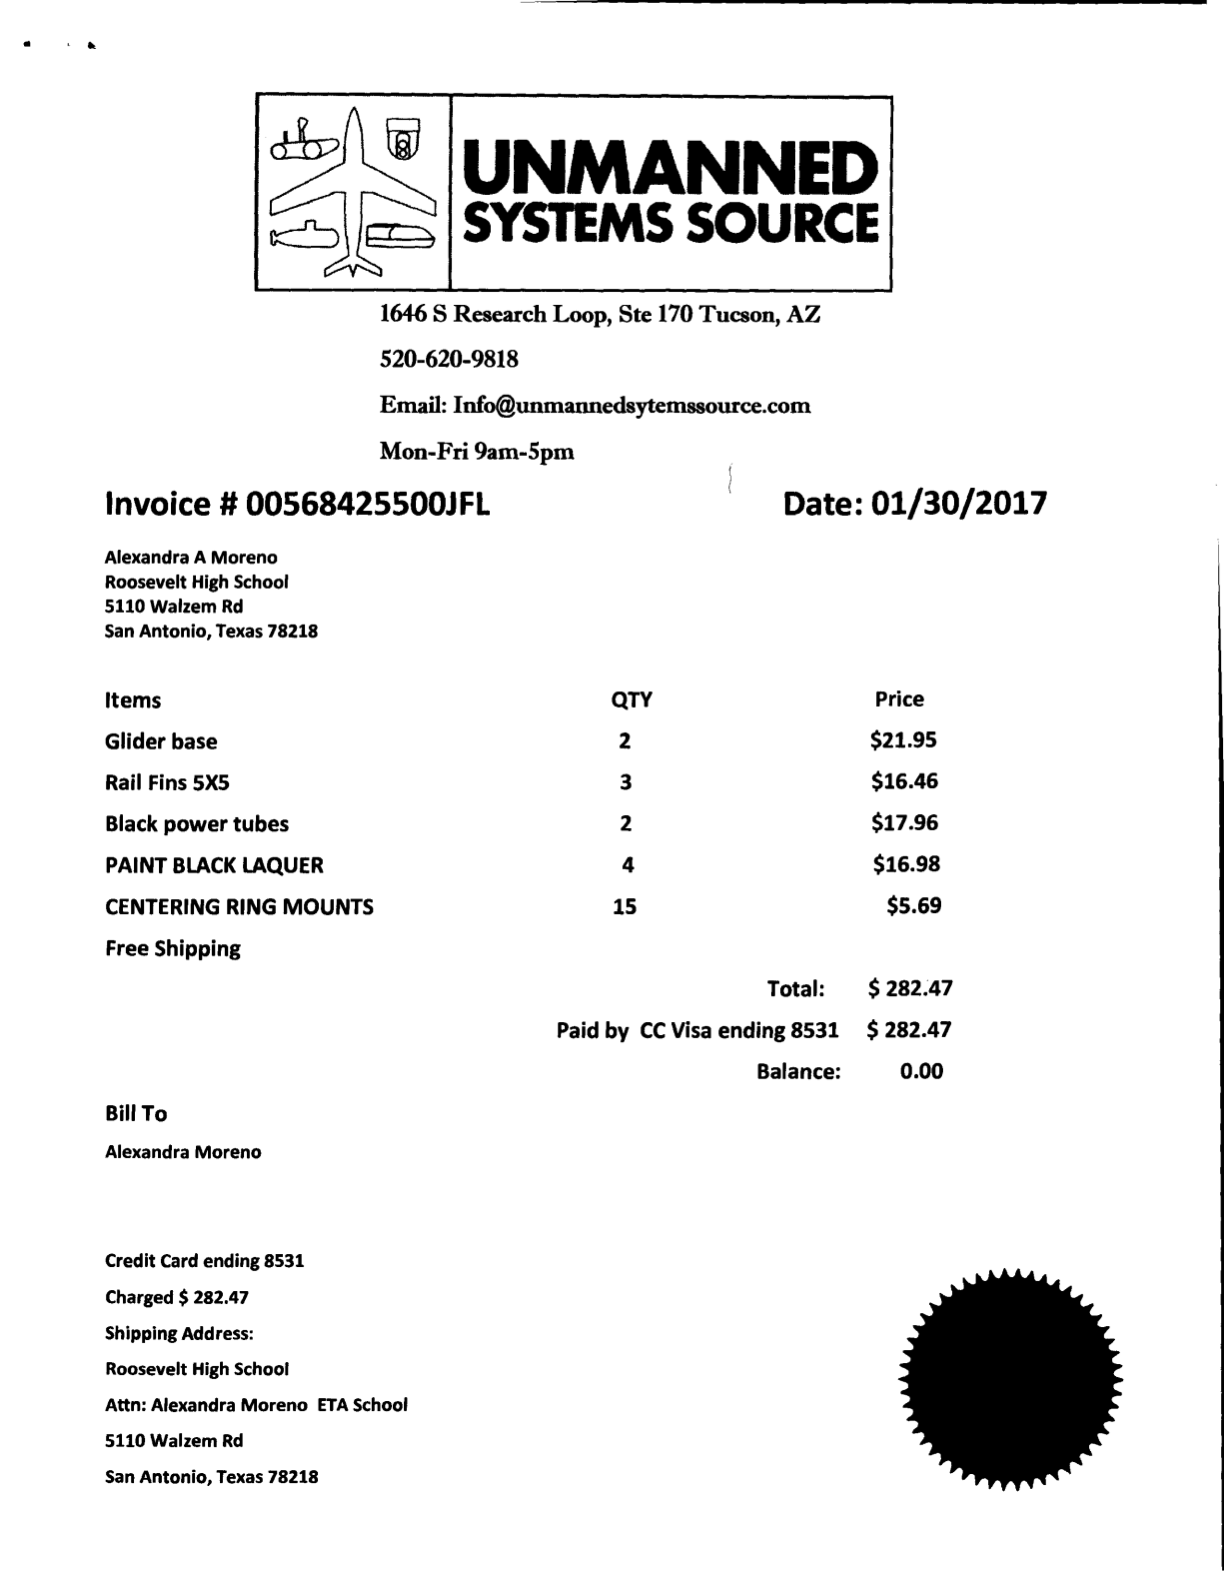 UNMANNED
SYSTEMS SOURCE
1646 S Research Loop, Ste 170 Tucson, AZ
520-620-9818
Email: Info@unmannedsytemssource.com
Mon-Fri 9am-5pm
Invoice # 00568425500JFL Date: 01/30/2017
Alexandra A Moreno
Roosevelt High School
5110 Walzem Rd
San Antonio, Texas 78218
Items QTY Price
Glider base 2 $21.95
Rail Fins 5X5 3 $16.46
Black power tubes 2 $17.96
PAINT BLACK LAQUER 4 $16.98
CENTERING RING MOUNTS 15 $5.69
Free Shipping
Total: $ 282.47
Paid by CC Visa ending 8531 $ 282.47
Balance: 0.00
Bill To
Alexandra Moreno
Credit Card ending 8531
Charged $ 282.47
Shipping Address:
Roosevelt High School
Attn: Alexandra Moreno ETA School
5110 Walzem Rd
San Antonio, Texas 78218